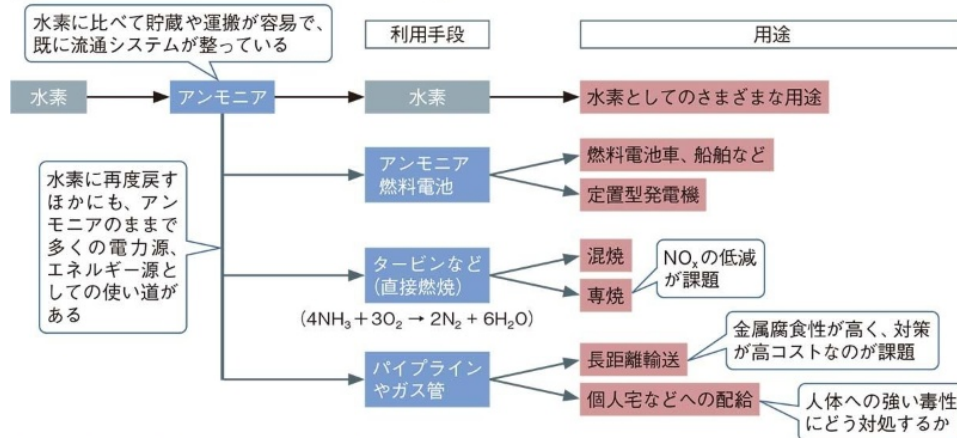 水素に比べて貯蔵や運搬が容易で、
既に流通システムが整っている
利用手段
用途
水素
アンモニア
水素
水素としてのさまざまな用途
水素に再度戻す
ほかにも、アン
モニアのままで
多くの電力源、
エネルギー源と
しての使い道が
ある
アンモニア
燃料電池
燃料電池車、船舶など
定置型発電機
タービンなど
(直接燃焼)
(4NH₃+3O₂ → 2N₂ + 6H₂O)
混焼
専焼
NOₓの低減
が課題
パイプライン
やガス管
長距離輸送
金属腐食性が高く、対策
が高コストなのが課題
個人宅などへの配給
人体への強い毒性
にどう対処するか